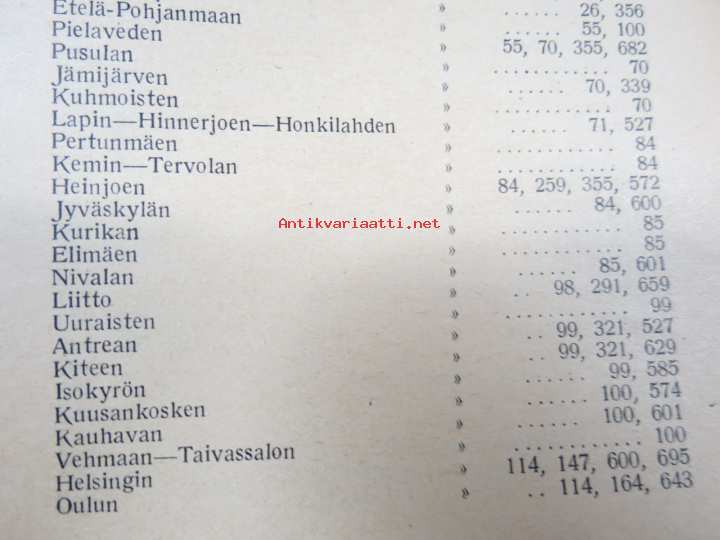 ...... 26, 356
Etelä-Pohjanmaan » ...... 55, 100
Pielaveden » 55, 70, 355, 682
Pusulan » ............ 70
Jämijärven » ...... 70, 339
Kuhmoisten » ............ 70
Lapin—Hinnerjoen—Honkilahden » ...... 71, 527
Pertunmäen » ............ 84
Kemin—Tervolan » ............ 84
Heinjoen » 84, 259, 355, 572
Jyväskylän » ...... 84, 600
Kurikan » ............ 85
Elimäen » ............ 85
Nivalan » ...... 85, 601
Liitto » .. 98, 291, 659
Uuraisten » ............ 99
Antrean » .. 99, 321, 527
Kiteen » .. 99, 321, 629
Isokyrön » ...... 99, 585
Kuusankosken » ...... 100, 574
Kauhavan » ...... 100, 601
Vehmaan—Taivassalon » ............ 100
Helsingin » 114, 147, 600, 695
Oulun » .. 114, 164, 643
Antikvariaatti.net